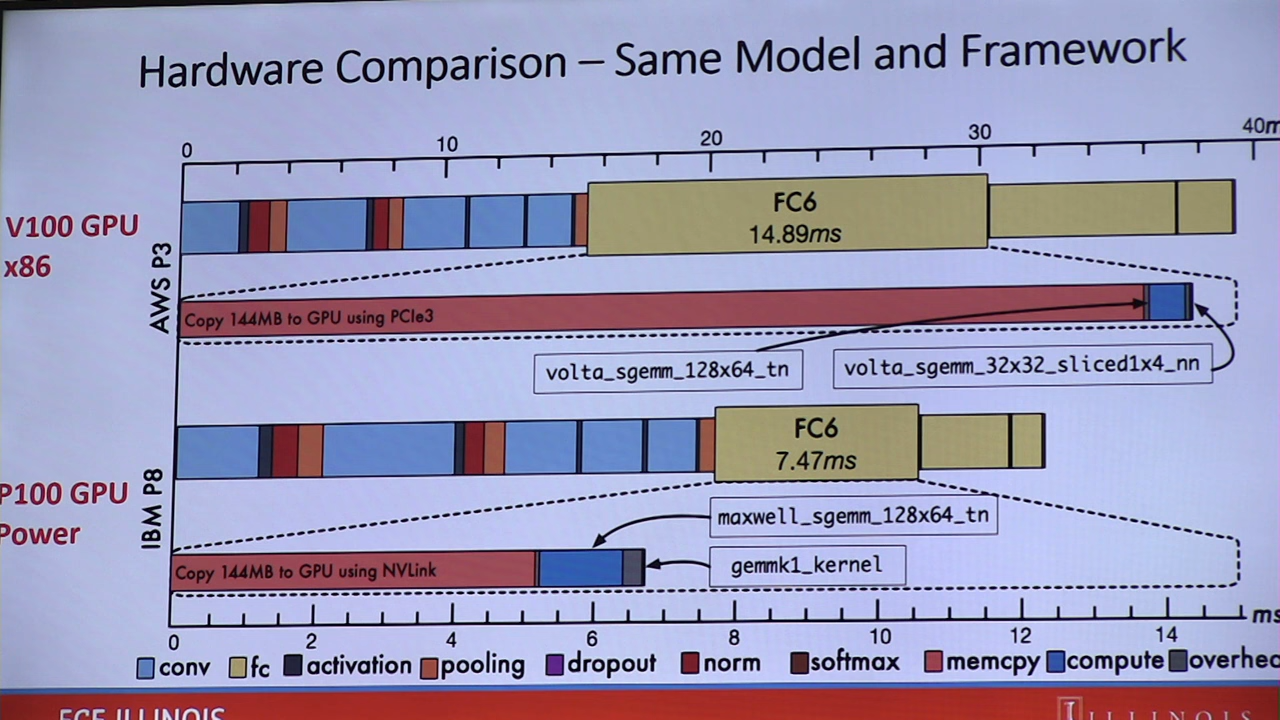 Hardware Comparison – Same Model and Framework
0 10 20 30 40m
V100 GPU
x86
AWS P3
FC6
14.89ms
Copy 144MB to GPU using PCIe3
volta_sgemm_128x64_tn
volta_sgemm_32x32_sliced1x4_nn
P100 GPU
Power
IBM P8
FC6
7.47ms
maxwell_sgemm_128x64_tn
Copy 144MB to GPU using NVLink
gemmk1_kernel
0 2 4 6 8 10 12 14 ms
conv fc activation pooling dropout norm softmax memcpy compute overhea
ECE ILLINOIS
I ILLINOIS